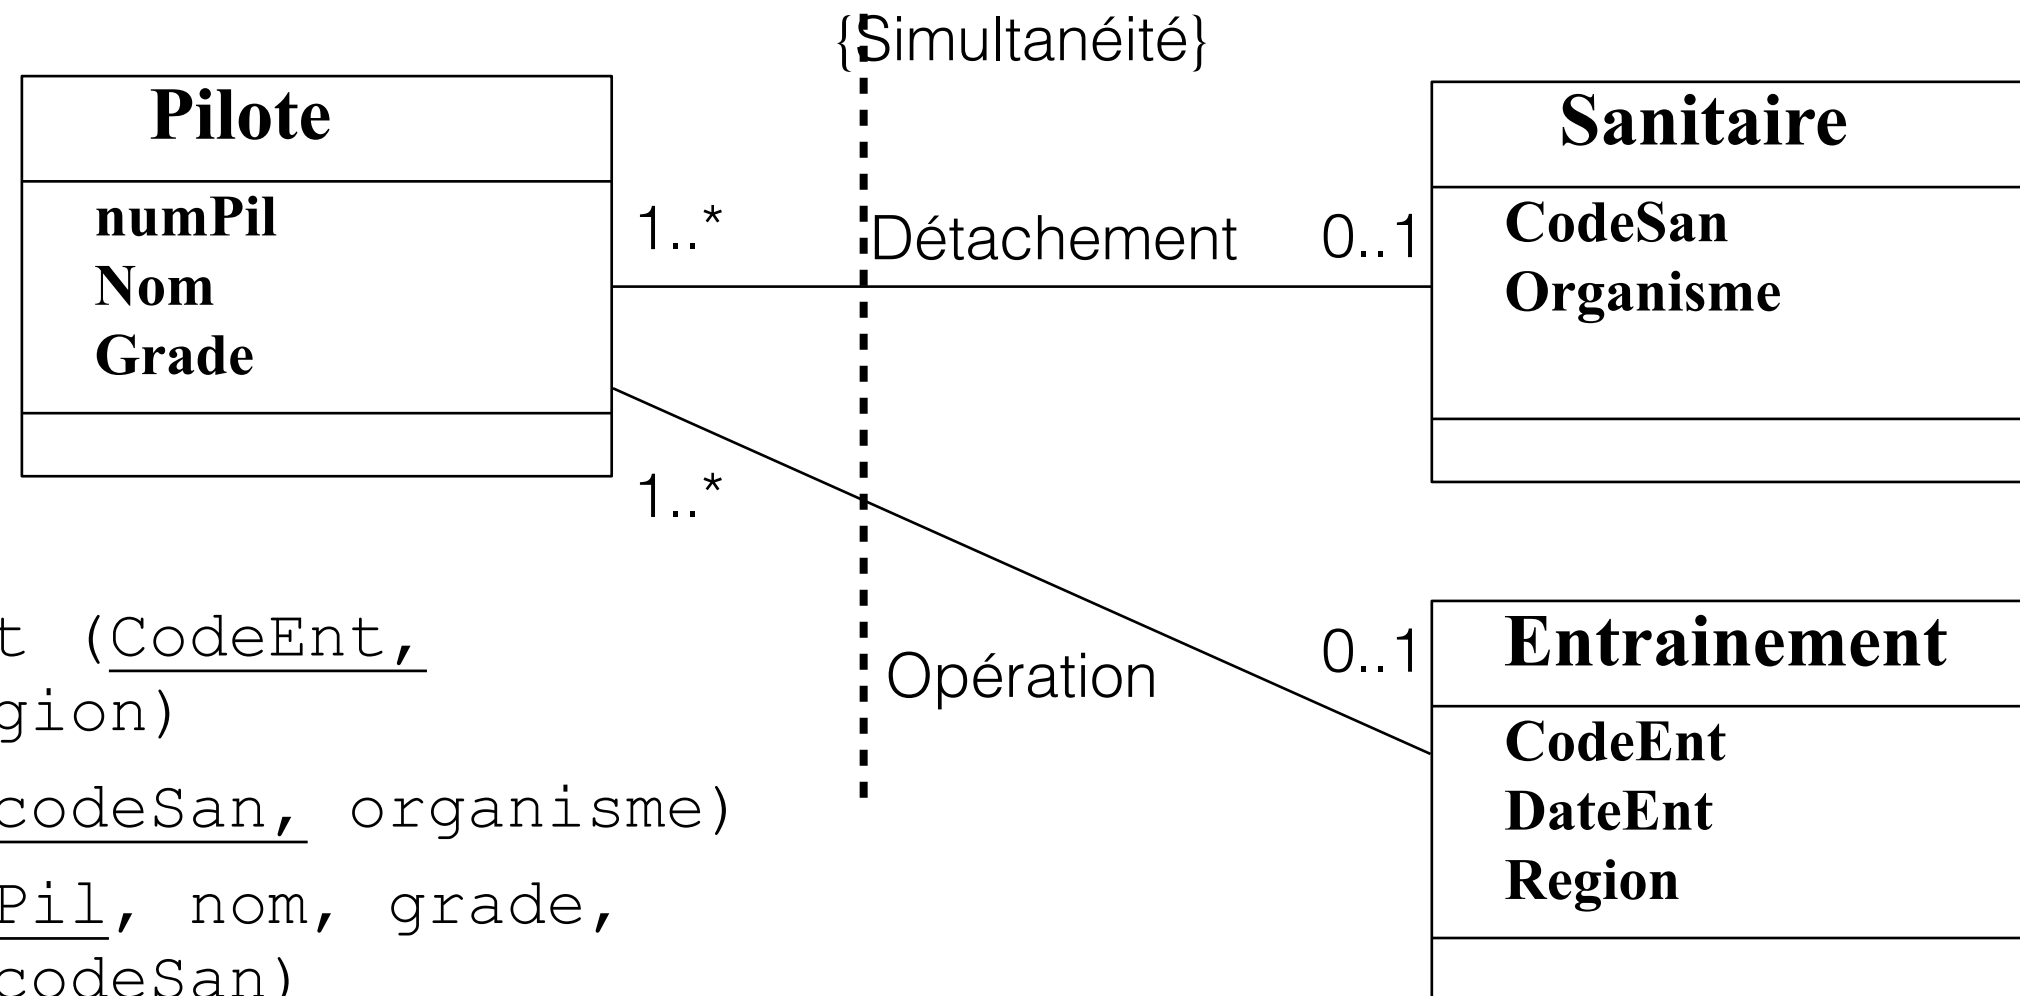 {Simultanéité}
Pilote
numPil
Nom
Grade
1..*
Détachement
0..1
Sanitaire
CodeSan
Organisme
1..*
Opération
0..1
Entrainement
CodeEnt
DateEnt
Region
t (CodeEnt,
gion)
codeSan, organisme)
Pil, nom, grade,
codeSan)